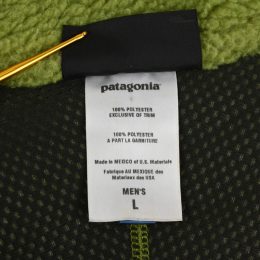 patagonia®
100% POLYESTER
EXCLUSIVE OF TRIM
100% POLYESTER
À PART LA GARNITURE
Made in MEXICO of U.S. Materials
Fabriqué AU MEXIQUE des
Materiaux des USA
MEN'S
L